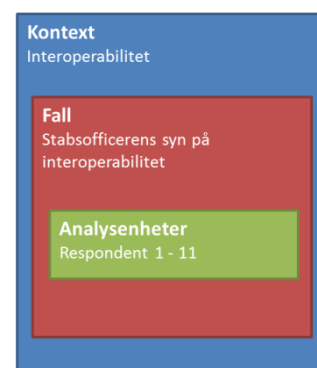 Kontext
Interoperabilitet
Fall
Stabsofficerens syn på
interoperabilitet
Analysenheter
Respondent 1 - 11